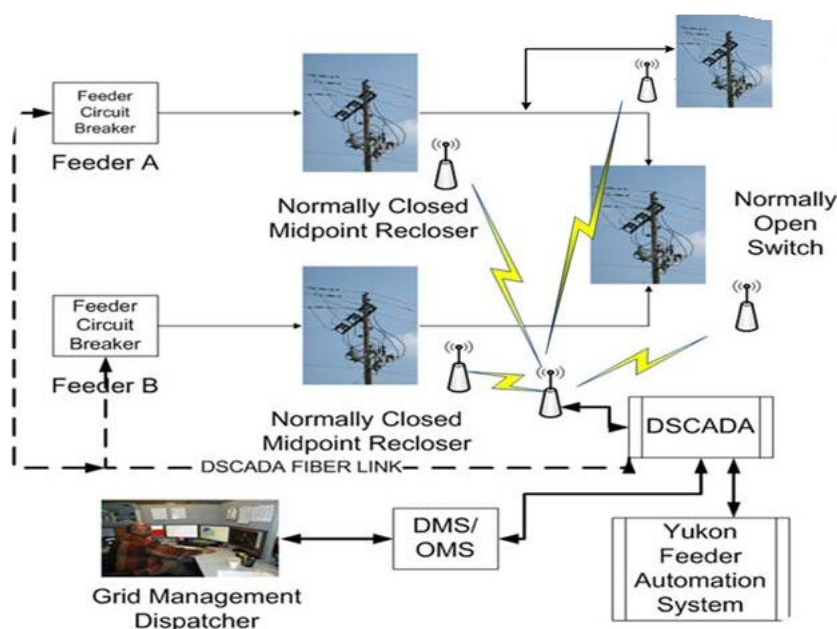 Feeder
Circuit
Breaker
Feeder A
Normally Closed
Midpoint Recloser
Normally
Open
Switch
Feeder
Circuit
Breaker
Feeder B
Normally Closed
Midpoint Recloser
DSCADA
DSCADA FIBER LINK
DMS/
OMS
Yukon
Feeder
Automation
System
Grid Management
Dispatcher